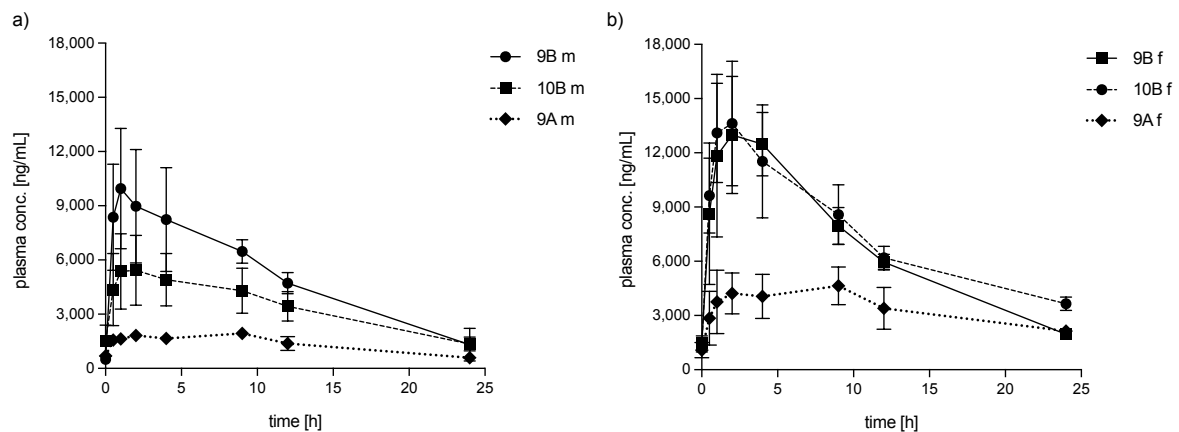 a)
18,000
15,000
12,000
9,000
6,000
3,000
0
0
5
10
15
20
25
plasma conc. [ng/mL]
time [h]
9B m
10B m
9A m
b)
18,000
15,000
12,000
9,000
6,000
3,000
0
0
5
10
15
20
25
plasma conc. [ng/mL]
time [h]
9B f
10B f
9A f